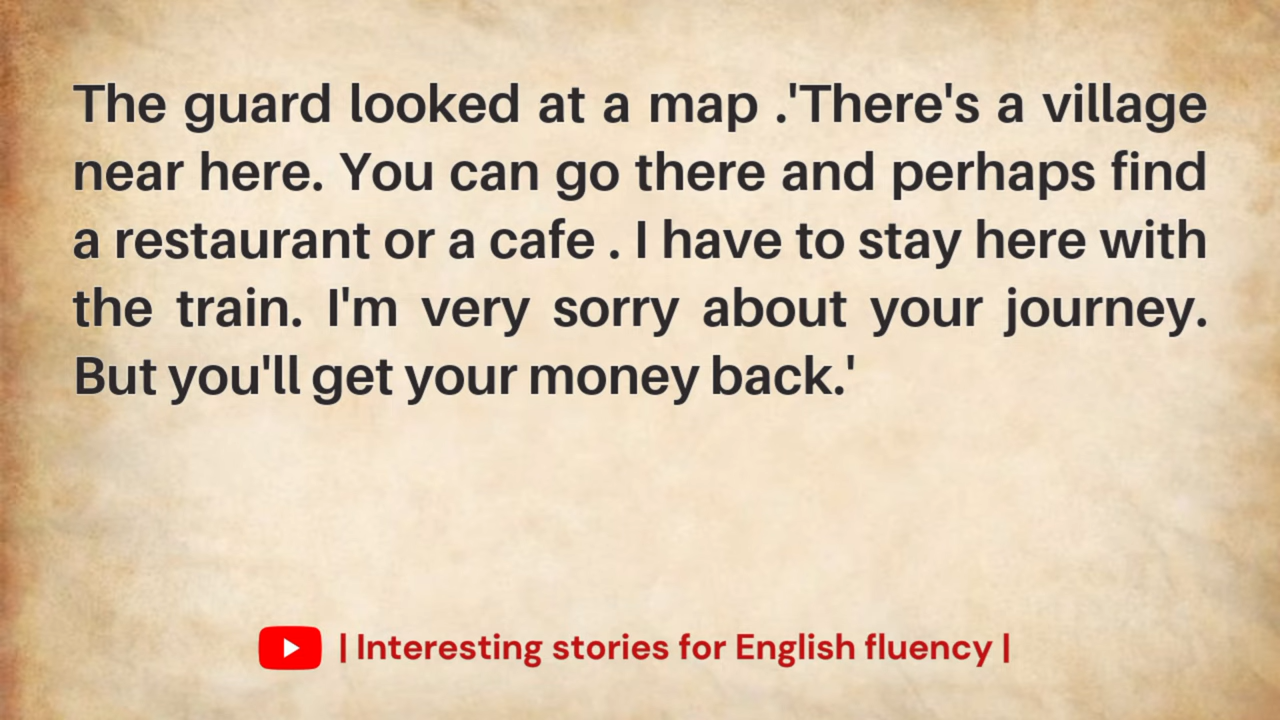 The guard looked at a map .'There's a village
near here. You can go there and perhaps find
a restaurant or a cafe . I have to stay here with
the train. I'm very sorry about your journey.
But you'll get your money back.'
| Interesting stories for English fluency |